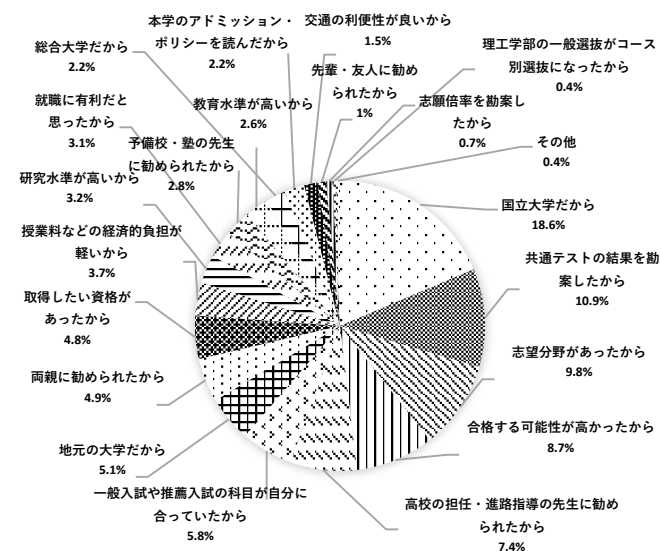 国立大学だから
18.6%
共通テストの結果を勘
案したから
10.9%
志望分野があったから
9.8%
合格する可能性が高かったから
8.7%
高校の担任・進路指導の先生に勧め
られたから
7.4%
一般入試や推薦入試の科目が自分に
合っていたから
5.8%
地元の大学だから
5.1%
両親に勧められたから
4.9%
取得したい資格が
あったから
4.8%
授業料などの経済的負担が
軽いから
3.7%
研究水準が高いから
3.2%
就職に有利だと
思ったから
3.1%
予備校・塾の先生
に勧められたから
2.8%
教育水準が高いから
2.6%
総合大学だから
2.2%
本学のアドミッション・
ポリシーを読んだから
2.2%
交通の利便性が良いから
1.5%
先輩・友人に勧め
られたから
1%
志願倍率を勘案し
たから
0.7%
理工学部の一般選抜がコース
別選抜になったから
0.4%
その他
0.4%